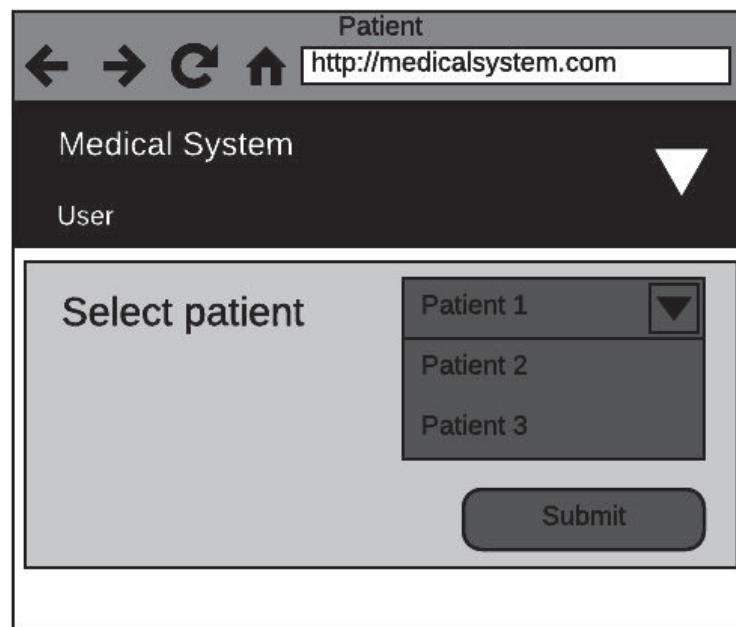 Patient
http://medicalsystem.com
Medical System
User
Select patient
Patient 1
Patient 2
Patient 3
Submit